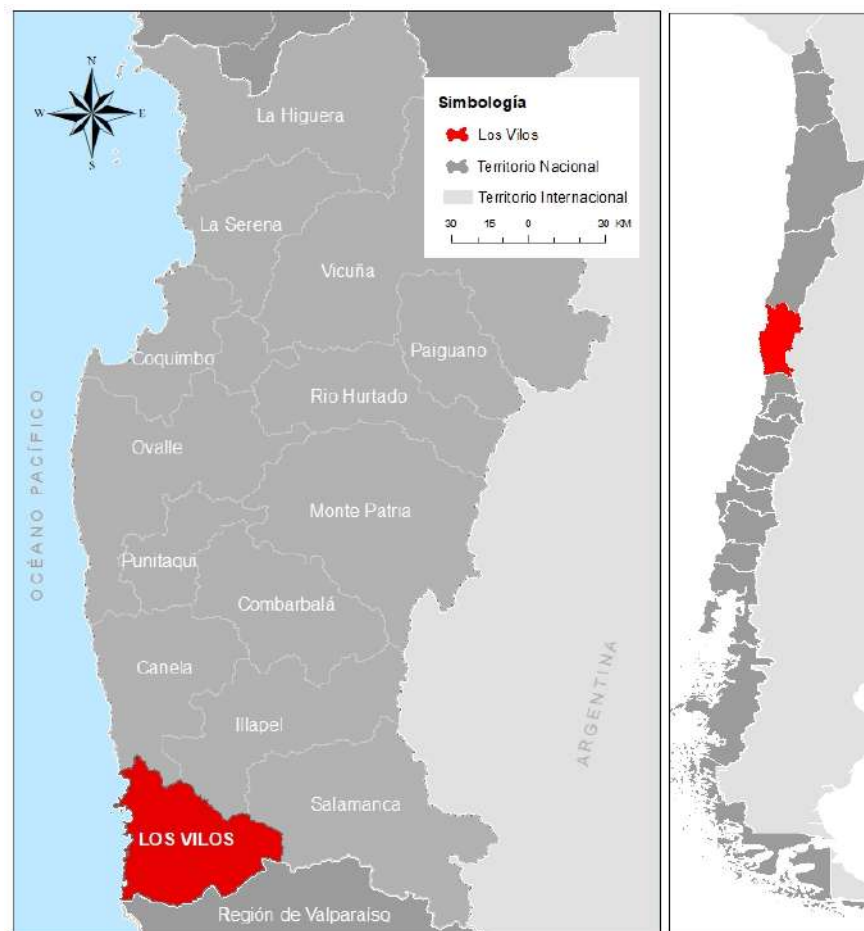 N
W
E
S
Simbología
Los Vilos
Territorio Nacional
Territorio Internacional
30 15 0 30 KM
La Higuera
La Serena
Vicuña
Paiguano
Coquimbo
Rio Hurtado
Ovalle
Monte Patria
Punitaqui
Combarbalá
Canela
Illapel
Salamanca
LOS VILOS
Región de Valparaíso
OCÉANO PACÍFICO
ARGENTINA